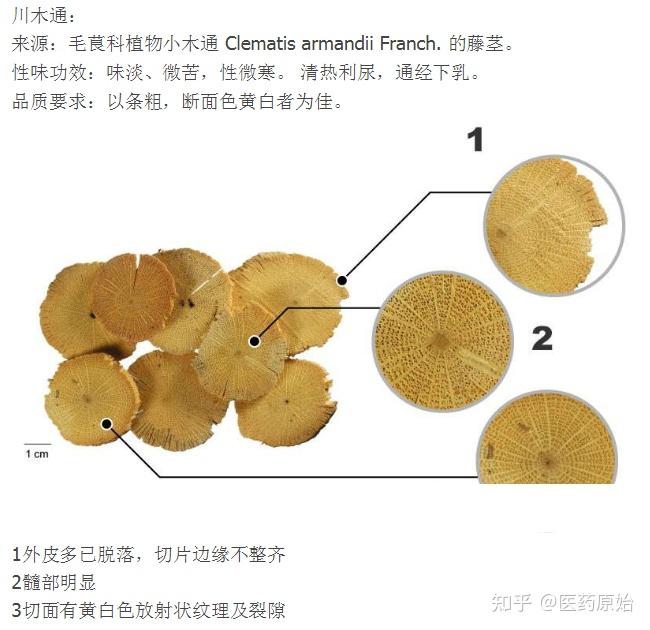 川木通：
来源：毛茛科植物小木通 Clematis armandii Franch. 的藤茎。
性味功效：味淡、微苦，性微寒。 清热利尿，通经下乳。
品质要求：以条粗，断面色黄白者为佳。
1
2
1 cm
1外皮多已脱落，切片边缘不整齐
2髓部明显
3切面有黄白色放射状纹理及裂隙
知乎 @医药原始